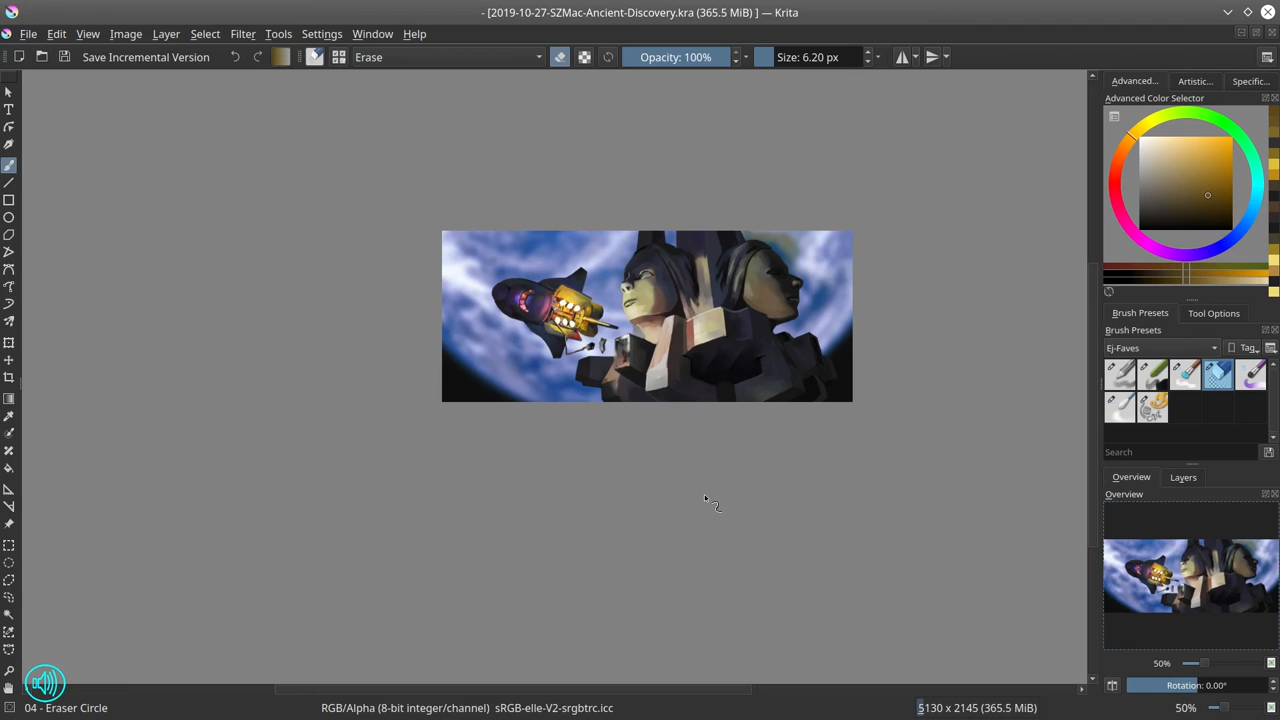 - [2019-10-27-SZMac-Ancient-Discovery.kra (365.5 MiB) ] — Krita
File Edit View Image Layer Select Filter Tools Settings Window Help
Save Incremental Version Erase Opacity: 100% Size: 6.20 px
Advanced... Artistic... Specific...
Advanced Color Selector
Brush Presets Tool Options
Brush Presets
Ej-Faves Tag
Search
Overview Layers
Overview
50%
Rotation: 0.00°
04 - Eraser Circle RGB/Alpha (8-bit integer/channel) sRGB-elle-V2-srgbtrc.icc 5130 x 2145 (365.5 MiB) 50%